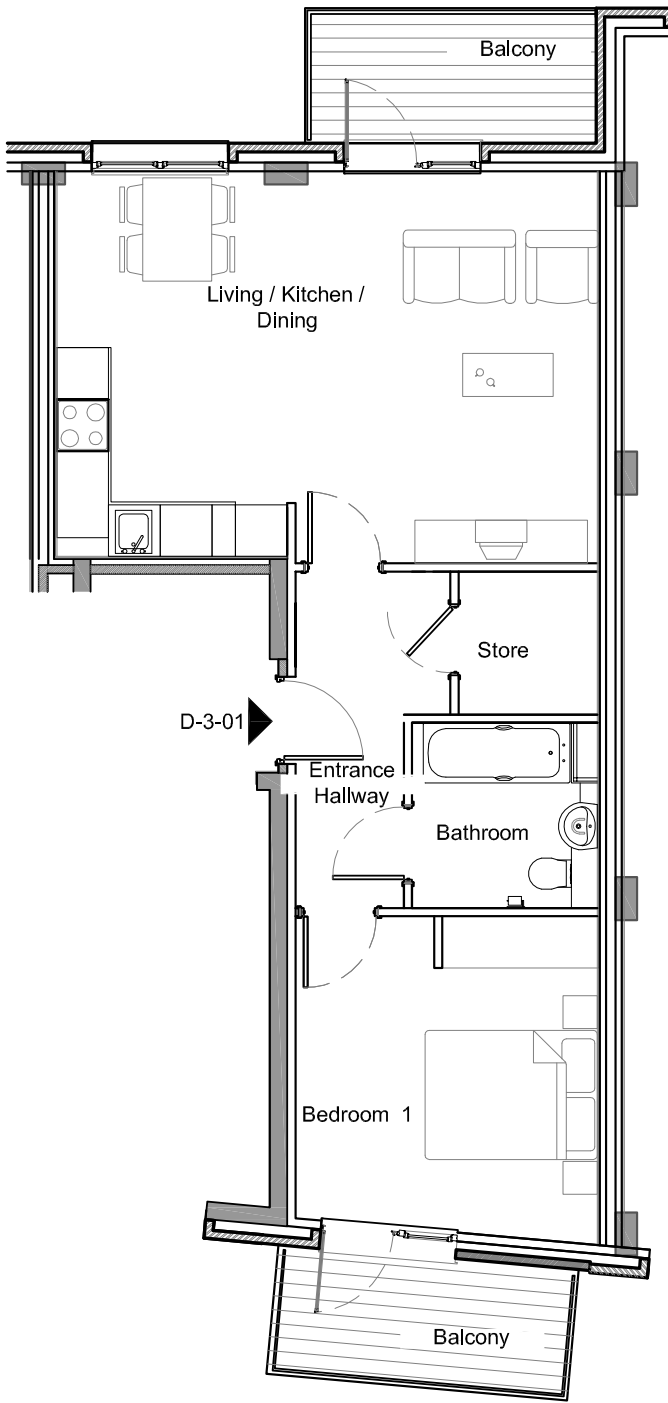 Balcony
Living / Kitchen /
Dining
Store
D-3-01
Entrance
Hallway
Bathroom
Bedroom 1
Balcony